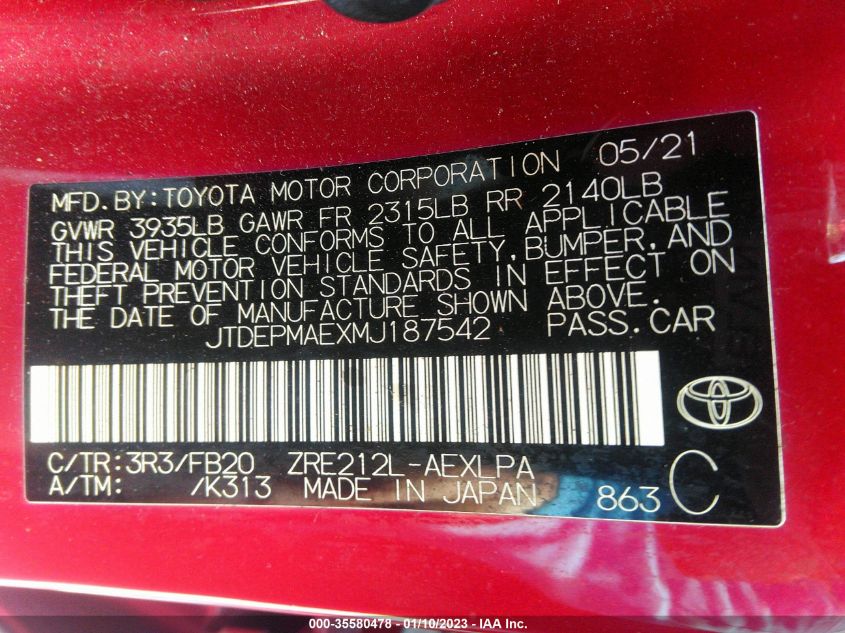 MFD. BY: TOYOTA MOTOR CORPORATION 05/21
GVWR 3935LB GAWR FR 2315LB RR 2140LB
THIS VEHICLE CONFORMS TO ALL APPLICABLE
FEDERAL MOTOR VEHICLE SAFETY, BUMPER, AND
THEFT PREVENTION STANDARDS IN EFFECT ON
THE DATE OF MANUFACTURE SHOWN ABOVE.
JTDEPMAEXMJ187542 PASS. CAR
C/TR: 3R3/FB20 ZRE212L-AEXLPA
A/TM: /K313 MADE IN JAPAN 863 C
000-35580478 - 01/10/2023 - IAA Inc.